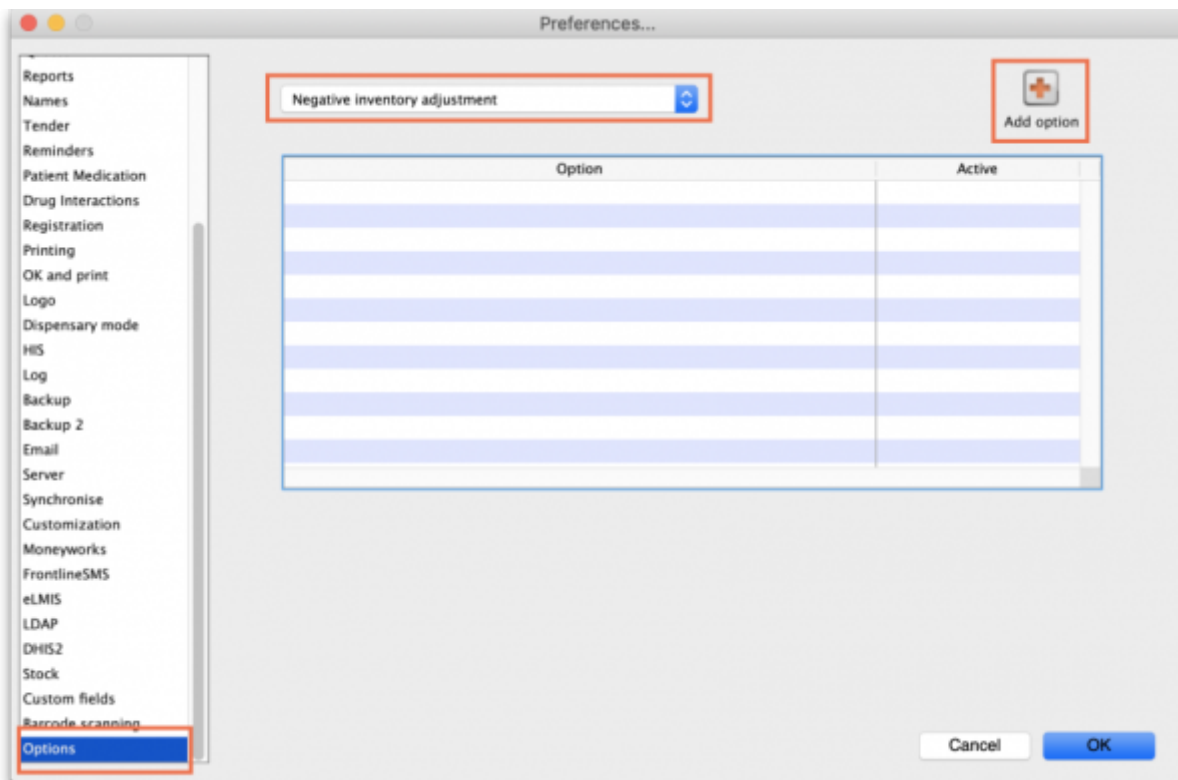 Preferences...
Reports
Names
Tender
Reminders
Patient Medication
Drug Interactions
Registration
Printing
OK and print
Logo
Dispensary mode
HIS
Log
Backup
Backup 2
Email
Server
Synchronise
Customization
Moneyworks
FrontlineSMS
eLMIS
LDAP
DHIS2
Stock
Custom fields
Barcode scanning
Options
Negative inventory adjustment
Add option
Option Active
Cancel OK